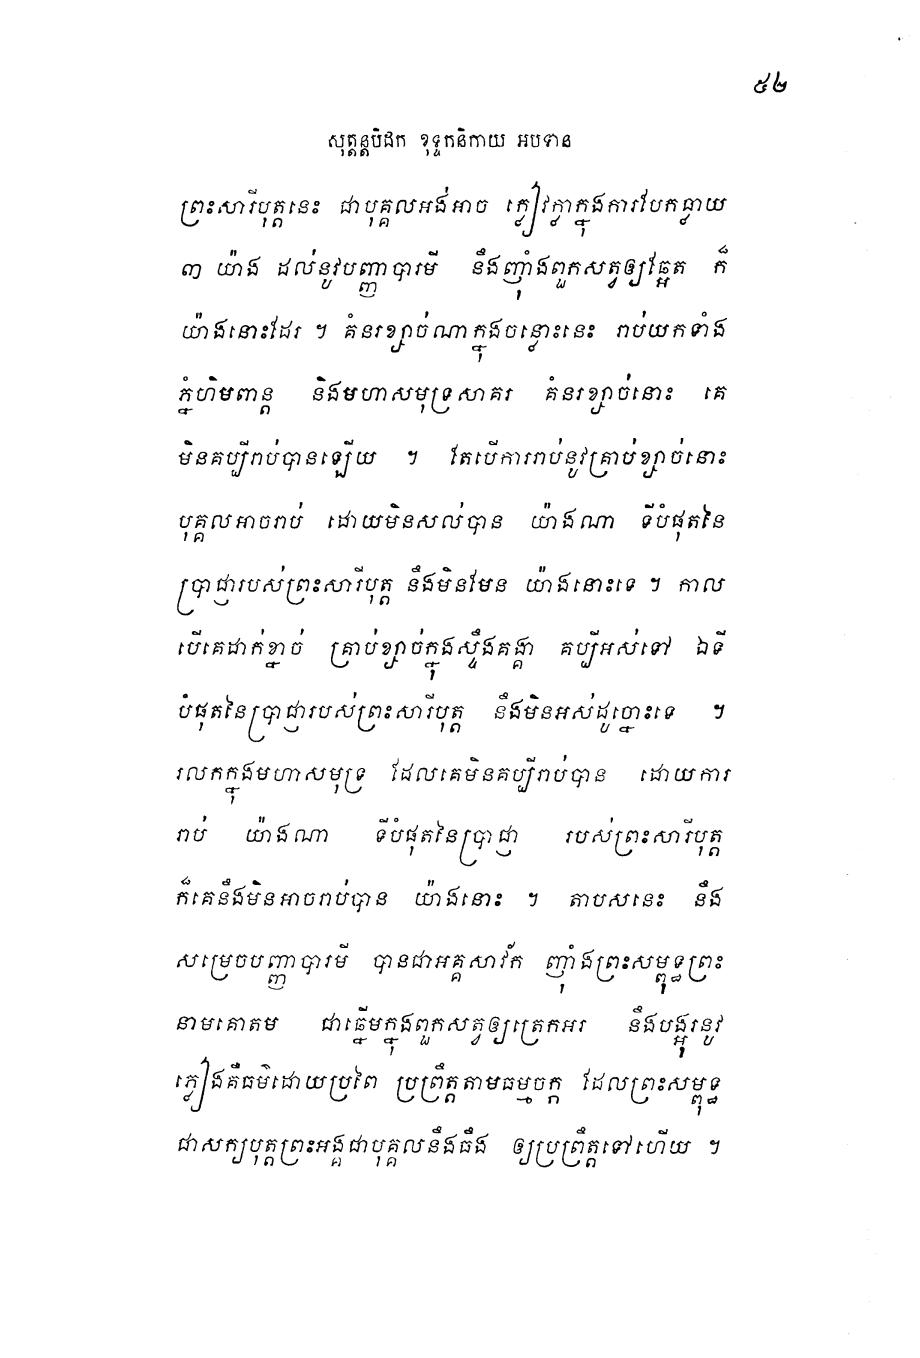 ៥២
សុត្តន្តបិដក ខុទ្ទកនិកាយ អបទាន
ព្រះសារីបុត្តនេះ ជាបុគ្គលអង់អាច ក្លៀវក្លាក្នុងការបែកធ្លាយ
៣ យ៉ាង ដល់នូវបញ្ញាបារមី នឹងញ៉ាំងពួកសត្វឲ្យឆ្អែត ក៏
យ៉ាងនោះដែរ ។ គំនរខ្សាច់ណាក្នុងចន្លោះនេះ រាប់យកទាំង
ភ្នំហិមពាន្ត និងមហាសមុទ្រសាគរ គំនរខ្សាច់នោះ គេ
មិនគប្បីរាប់បានឡើយ ។ តែបើការរាប់នូវគ្រាប់ខ្សាច់នោះ
បុគ្គលអាចរាប់ ដោយមិនសល់បាន យ៉ាងណា ទីបំផុតនៃ
ប្រាជ្ញារបស់ព្រះសារីបុត្ត នឹងមិនមែន យ៉ាងនោះទេ ។ កាល
បើគេដាក់ខ្នាច់ គ្រាប់ខ្សាច់ក្នុងស្ទឹងគង្គា គប្បីអស់ទៅ ឯទី
បំផុតនៃប្រាជ្ញារបស់ព្រះសារីបុត្ត នឹងមិនអស់ដូច្នោះទេ ។
រលកក្នុងមហាសមុទ្រ ដែលគេមិនគប្បីរាប់បាន ដោយការ
រាប់ យ៉ាងណា ទីបំផុតនៃប្រាជ្ញា របស់ព្រះសារីបុត្ត
ក៏គេនឹងមិនអាចរាប់បាន យ៉ាងនោះ ។ តាបសនេះ នឹង
សម្រេចបញ្ញាបារមី បានជាអគ្គសាវ័ក ញ៉ាំងព្រះសម្ពុទ្ធព្រះ
នាមគោតម ជាធ្នើមក្នុងពួកសត្វឲ្យត្រេកអរ នឹងបង្អុរនូវ
ភ្លៀងគឺធម៌ដោយប្រពៃ ប្រព្រឹត្តតាមធម្មចក្ក ដែលព្រះសម្ពុទ្ធ
ជាសក្យបុត្តព្រះអង្គជាបុគ្គលនឹងធឹង ឲ្យប្រព្រឹត្តទៅហើយ ។